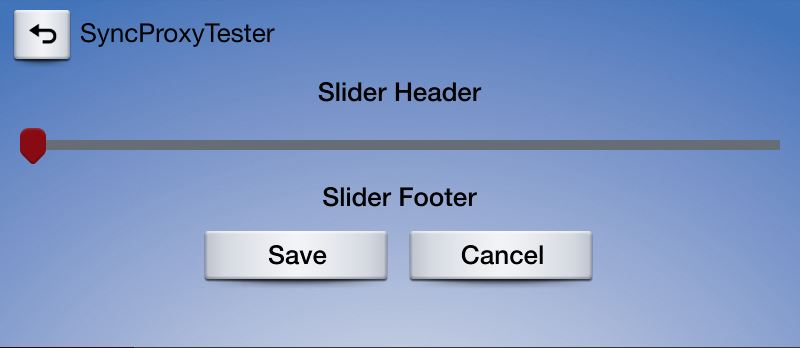 SyncProxyTester
Slider Header
Slider Footer
Save
Cancel